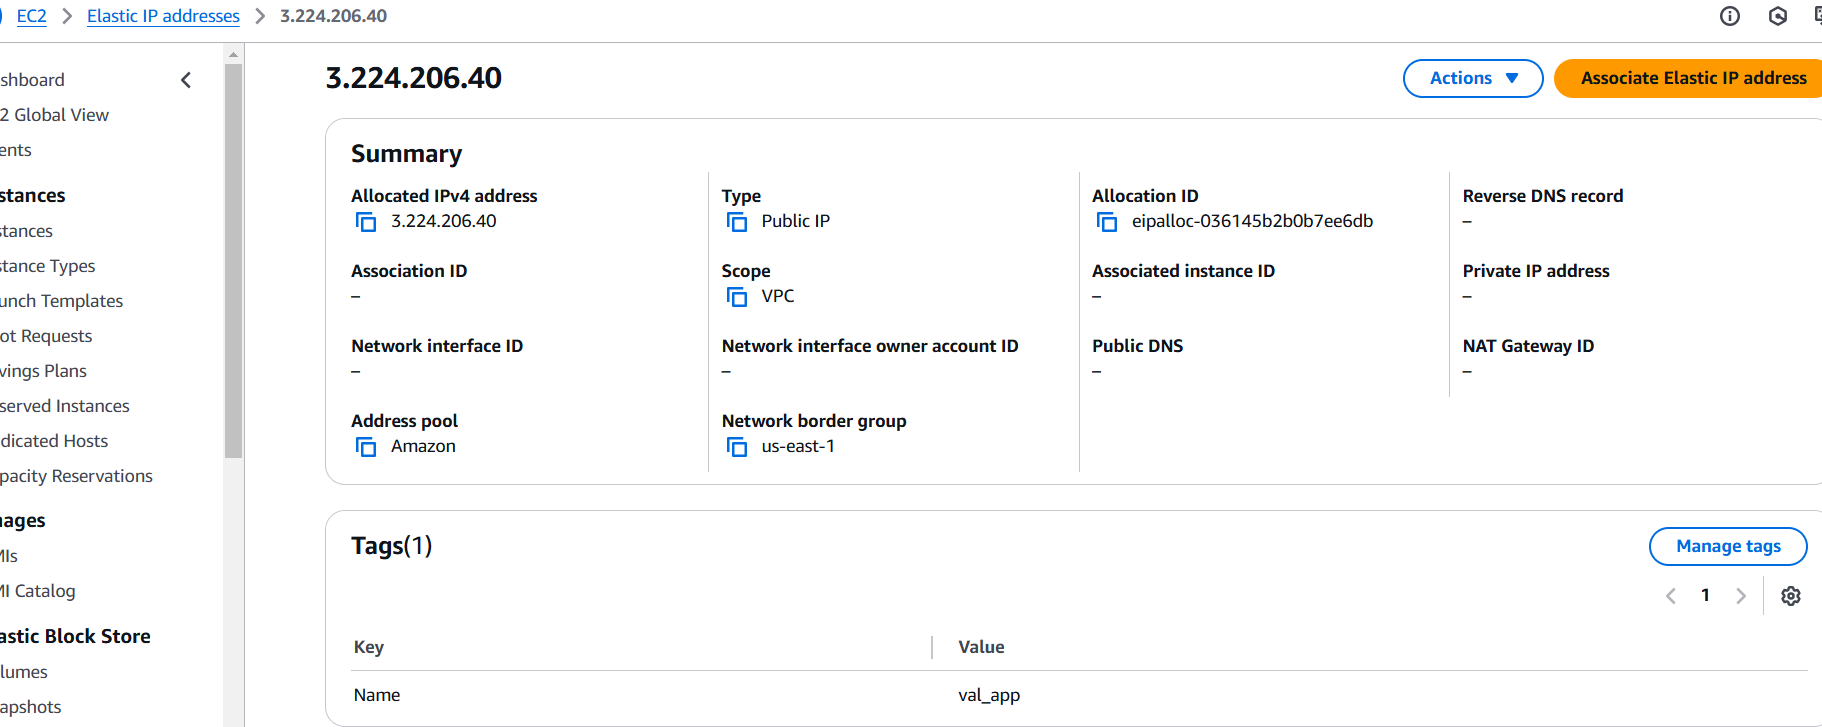 EC2 > Elastic IP addresses > 3.224.206.40
shboard
2 Global View
ents
stances
stances
stance Types
unch Templates
ot Requests
vings Plans
served Instances
dicated Hosts
pacity Reservations
ages
MIs
MI Catalog
astic Block Store
lumes
apshots
3.224.206.40
Actions
Associate Elastic IP address
Summary
Allocated IPv4 address
3.224.206.40
Type
Public IP
Allocation ID
eipalloc-036145b2b0b7ee6db
Reverse DNS record
–
Association ID
–
Scope
VPC
Associated instance ID
–
Private IP address
–
Network interface ID
–
Network interface owner account ID
–
Public DNS
–
NAT Gateway ID
–
Address pool
Amazon
Network border group
us-east-1
Tags(1)
Manage tags
1
Key
Value
Name
val_app